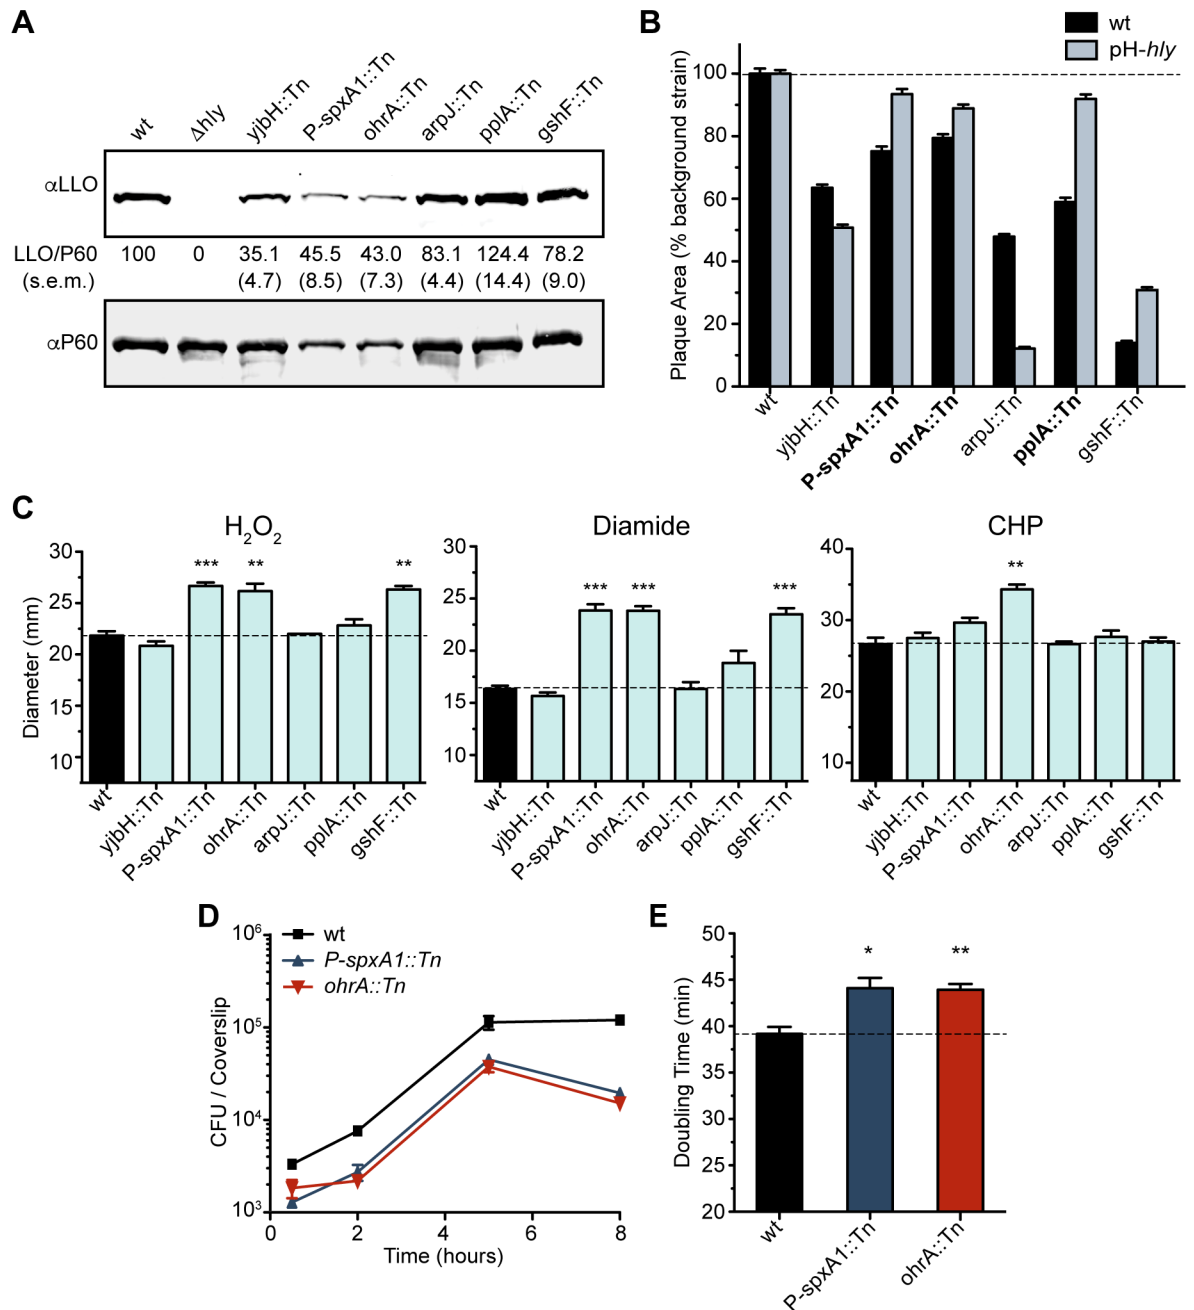 A
wt
Δhly
yjbH::Tn
P-spxA1::Tn
ohrA::Tn
arpJ::Tn
pplA::Tn
gshF::Tn
αLLO
LLO/P60 100 0 35.1 45.5 43.0 83.1 124.4 78.2
(s.e.m.) (4.7) (8.5) (7.3) (4.4) (14.4) (9.0)
αP60
B
wt
pH-hly
Plaque Area (% background strain)
100
80
60
40
20
0
wt
yjbH::Tn
P-spxA1::Tn
ohrA::Tn
arpJ::Tn
pplA::Tn
gshF::Tn
C
H2O2
Diameter (mm)
30
25
20
15
10
*** ** **
wt
yjbH::Tn
P-spxA1::Tn
ohrA::Tn
arpJ::Tn
pplA::Tn
gshF::Tn
Diamide
30
25
20
15
10
*** *** ***
wt
yjbH::Tn
P-spxA1::Tn
ohrA::Tn
arpJ::Tn
pplA::Tn
gshF::Tn
CHP
40
30
20
10
**
wt
yjbH::Tn
P-spxA1::Tn
ohrA::Tn
arpJ::Tn
pplA::Tn
gshF::Tn
D
wt
P-spxA1::Tn
ohrA::Tn
CFU / Coverslip
10^6
10^5
10^4
10^3
0 2 4 6 8
Time (hours)
E
Doubling Time (min)
50
45
40
35
30
25
20
* **
wt
P-spxA1::Tn
ohrA::Tn